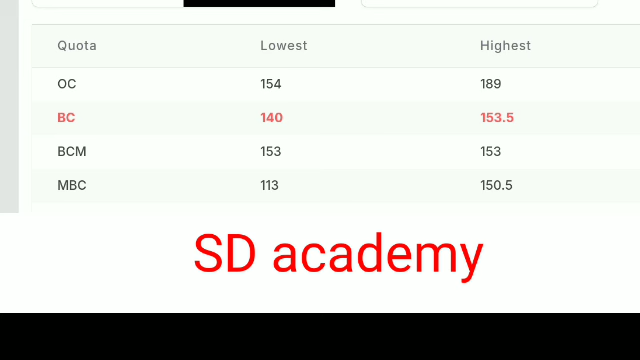 Quota Lowest Highest
OC 154 189
BC 140 153.5
BCM 153 153
MBC 113 150.5
SD academy